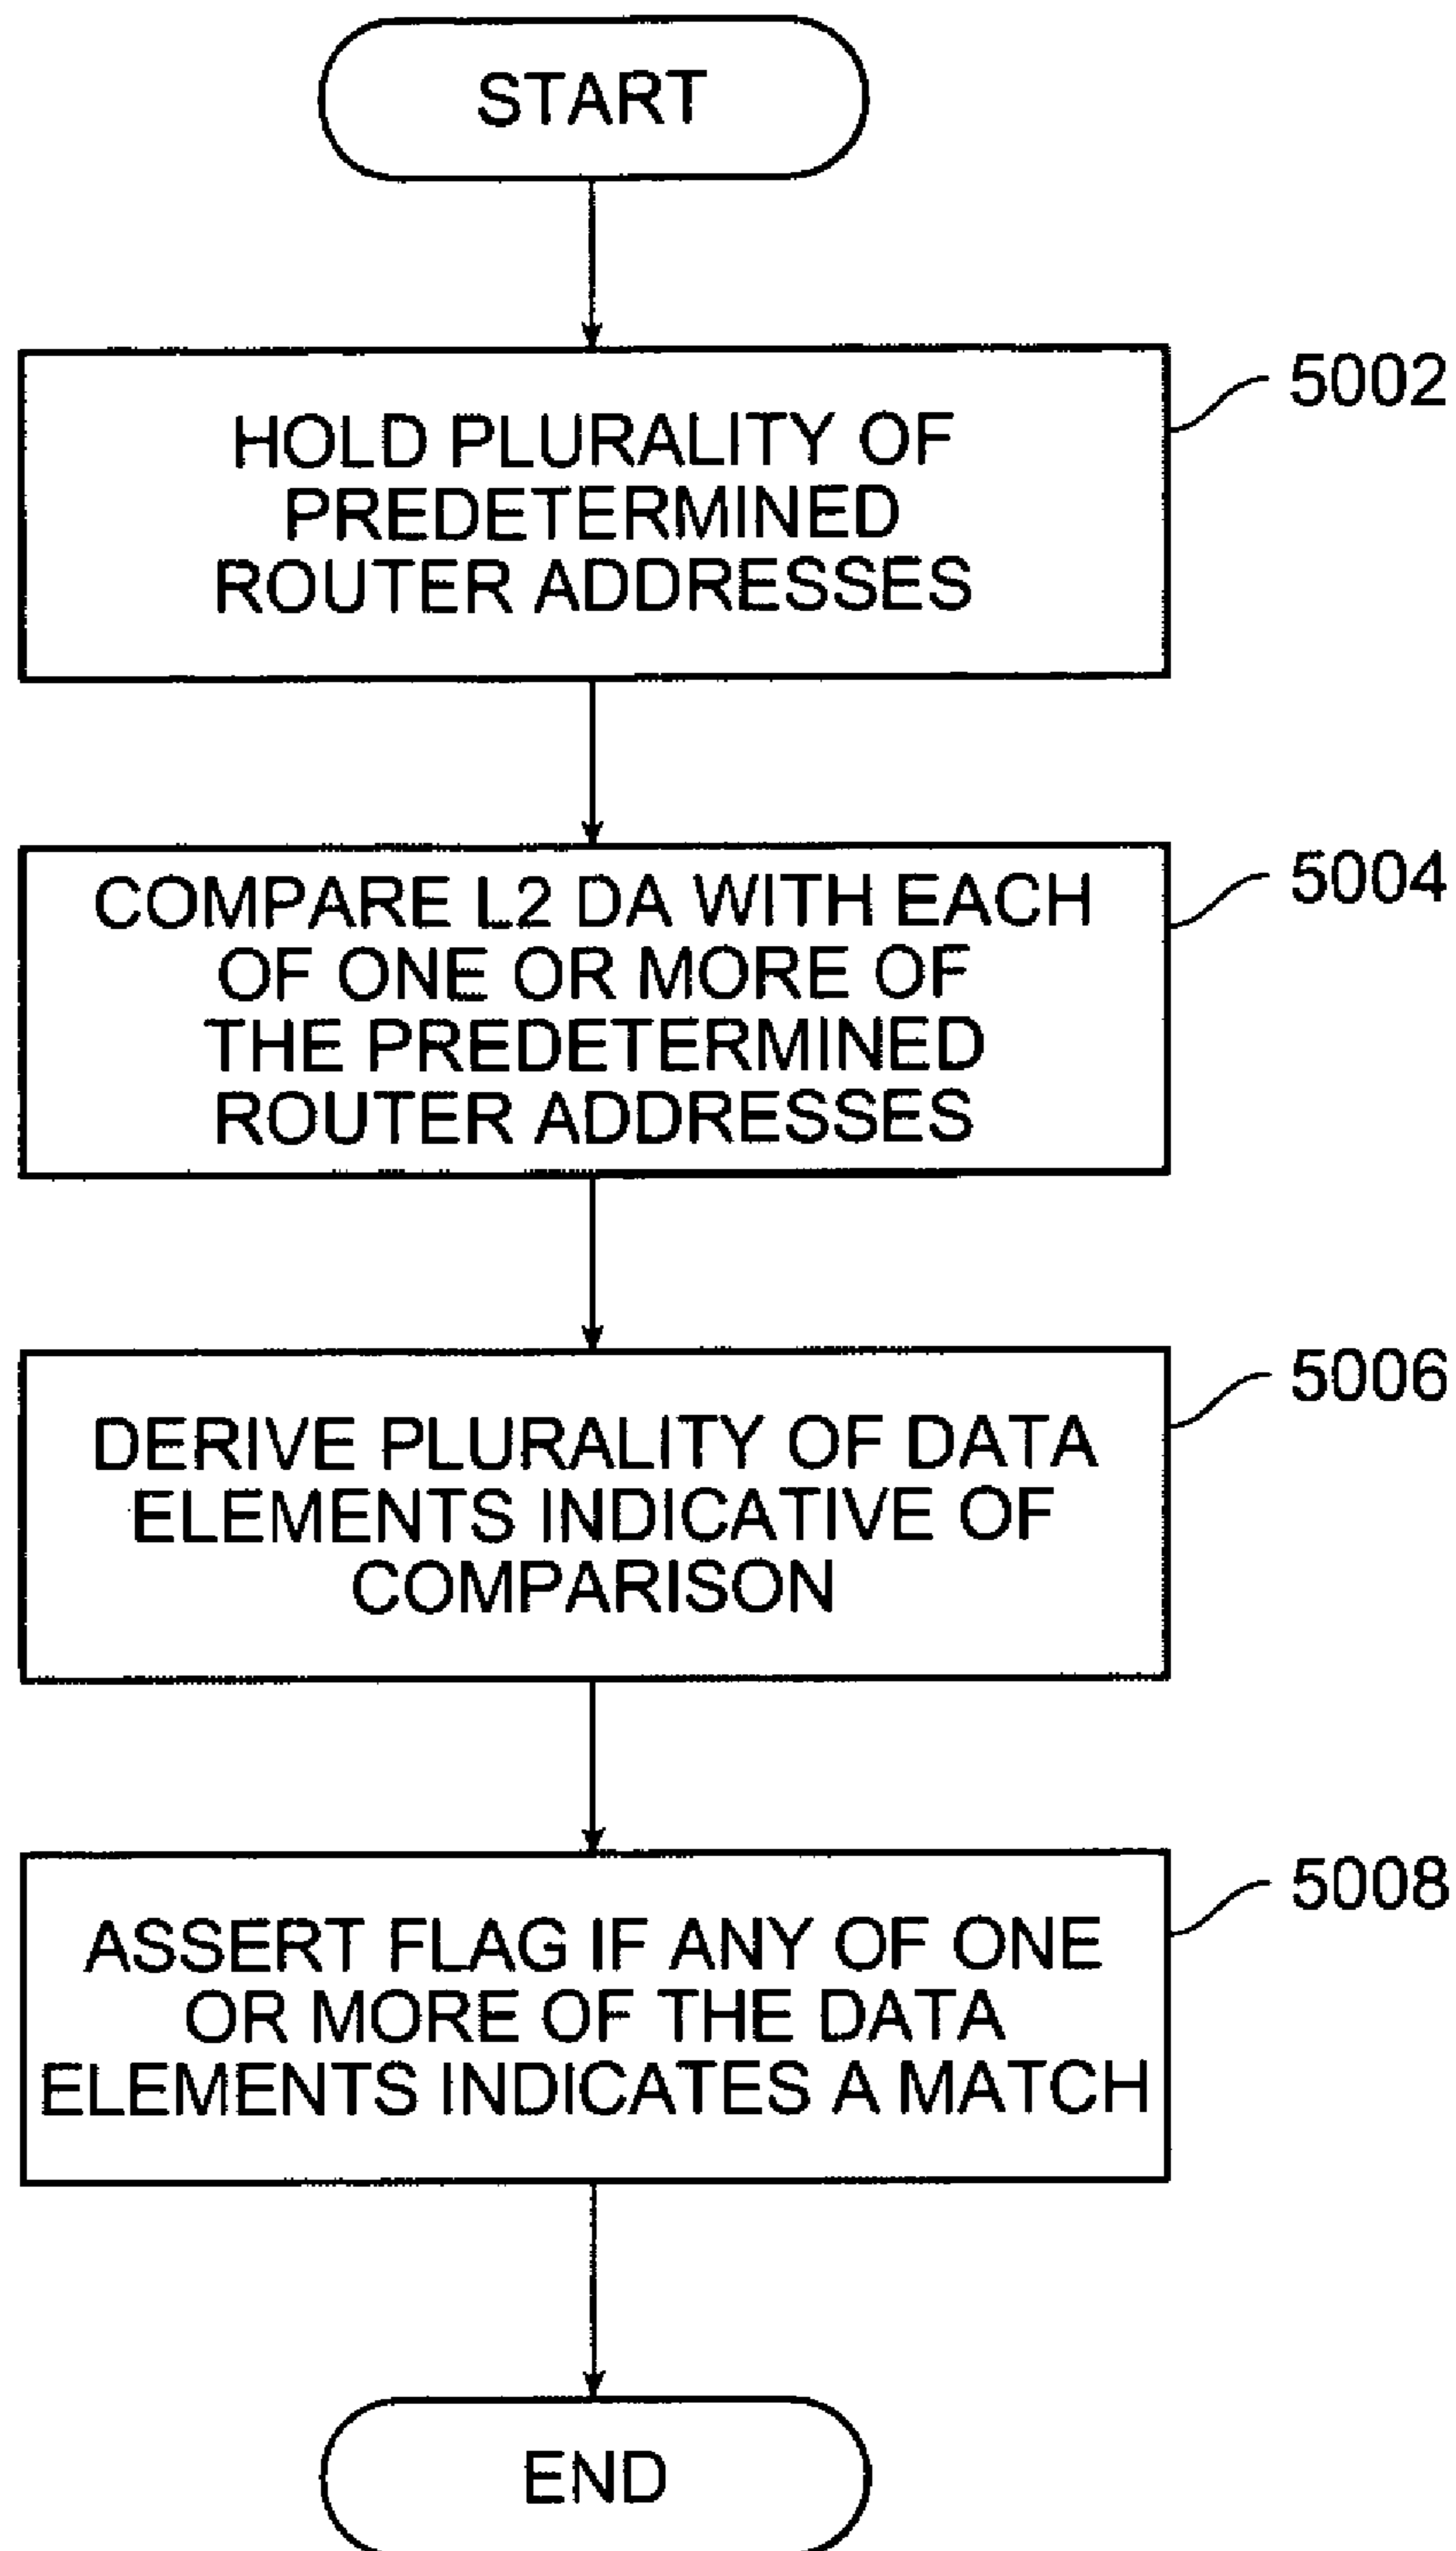 START
5002
HOLD PLURALITY OF
PREDETERMINED
ROUTER ADDRESSES
5004
COMPARE L2 DA WITH EACH
OF ONE OR MORE OF
THE PREDETERMINED
ROUTER ADDRESSES
5006
DERIVE PLURALITY OF DATA
ELEMENTS INDICATIVE OF
COMPARISON
5008
ASSERT FLAG IF ANY OF ONE
OR MORE OF THE DATA
ELEMENTS INDICATES A MATCH
END